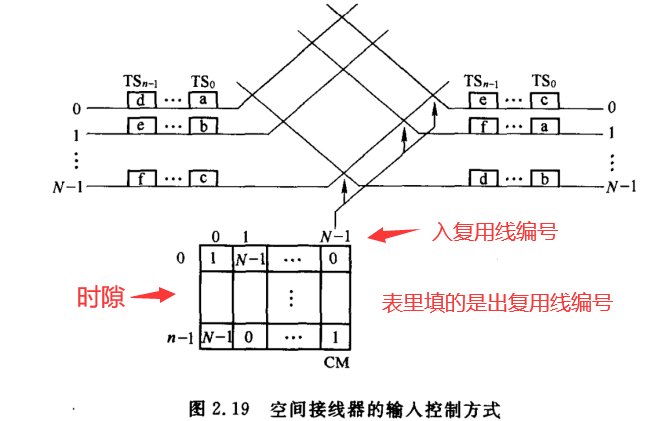 TSn-1 TS0 TSn-1 TS0
0 d ··· a e ··· c 0
1 e ··· b f ··· a 1
⋮ ⋮
N-1 f ··· c d ··· b N-1
0 1 N-1 入复用线编号
0 1 N-1 ··· 0
时隙 ⋮ 表里填的是出复用线编号
n-1 N-1 0 ··· 1
CM
图 2.19 空间接线器的输入控制方式